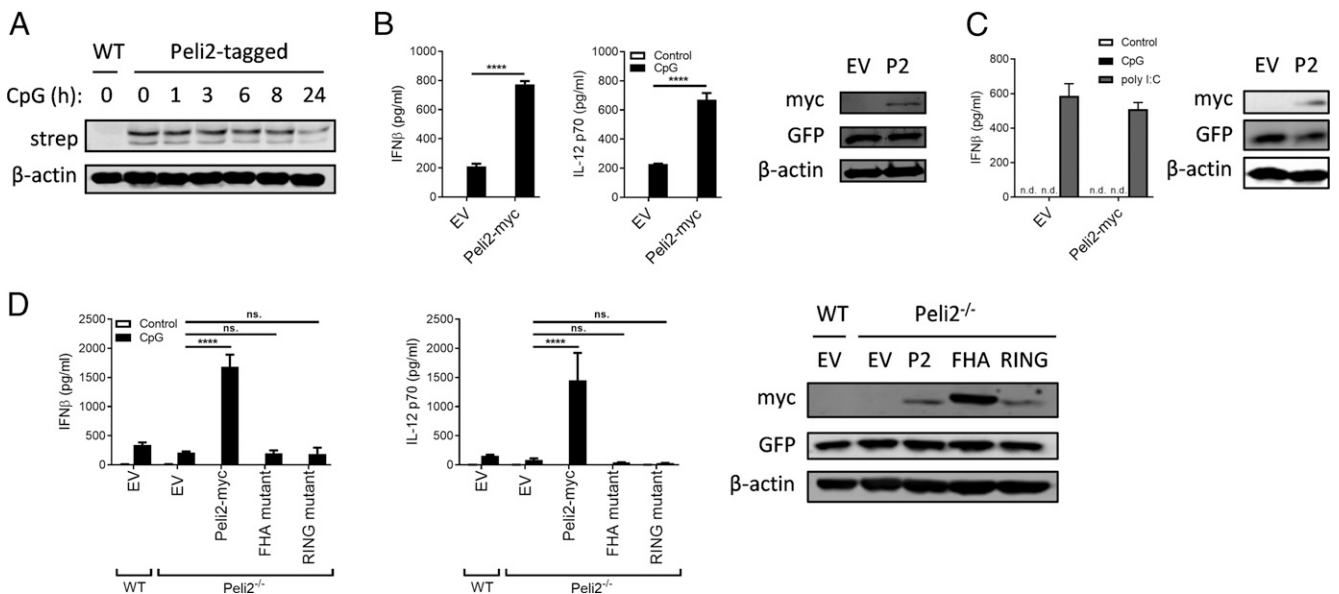 A
WT Peli2-tagged
CpG (h): 0 0 1 3 6 8 24
strep
β-actin
B
IFNβ (pg/ml)
1000
800
600
400
200
0
****
EV
Peli2-myc
IL-12 p70 (pg/ml)
1000
800
600
400
200
0
Control
CpG
****
EV
Peli2-myc
EV P2
myc
GFP
β-actin
C
IFNβ (pg/ml)
800
600
400
200
0
Control
CpG
poly I:C
n.d. n.d. n.d. n.d.
EV
Peli2-myc
EV P2
myc
GFP
β-actin
D
IFNβ (pg/ml)
2500
2000
1500
1000
500
0
Control
CpG
ns.
ns.
****
EV
EV
Peli2-myc
FHA mutant
RING mutant
WT Peli2-/-
IL-12 p70 (pg/ml)
2500
2000
1500
1000
500
0
ns.
ns.
****
EV
EV
Peli2-myc
FHA mutant
RING mutant
WT Peli2-/-
WT Peli2-/-
EV EV P2 FHA RING
myc
GFP
β-actin